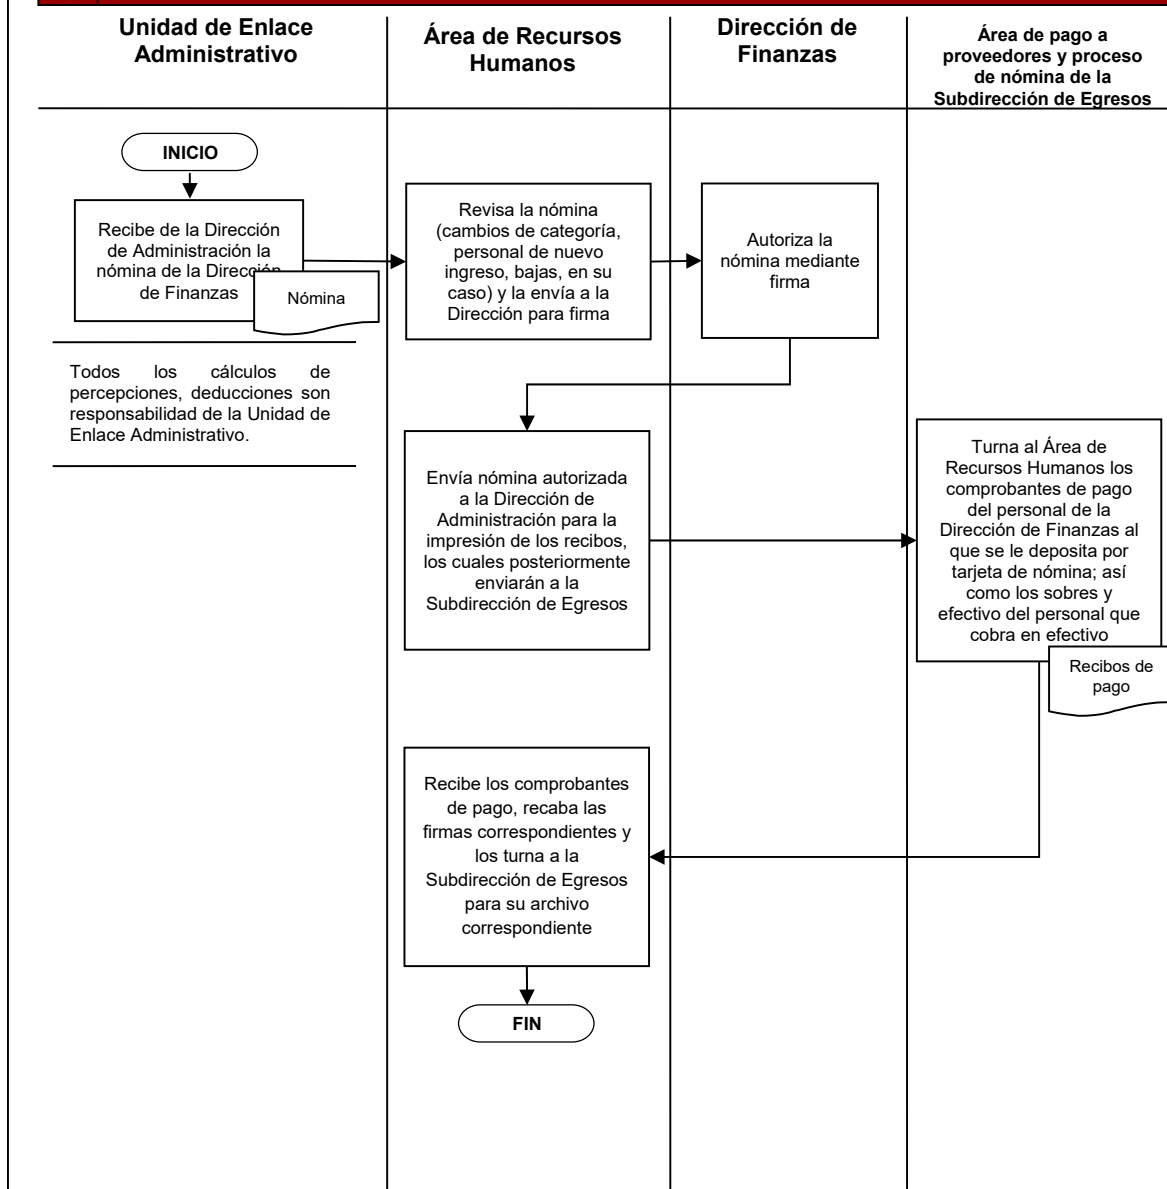 Unidad de Enlace
Administrativo
Área de Recursos
Humanos
Dirección de
Finanzas
Área de pago a
proveedores y proceso
de nómina de la
Subdirección de Egresos
INICIO
Recibe de la Dirección
de Administración la
nómina de la Dirección
de Finanzas
Nómina
Revisa la nómina
(cambios de categoría,
personal de nuevo
ingreso, bajas, en su
caso) y la envía a la
Dirección para firma
Autoriza la
nómina mediante
firma
Todos los cálculos de
percepciones, deducciones son
responsabilidad de la Unidad de
Enlace Administrativo.
Envía nómina autorizada
a la Dirección de
Administración para la
impresión de los recibos,
los cuales posteriormente
enviarán a la
Subdirección de Egresos
Turna al Área de
Recursos Humanos los
comprobantes de pago
del personal de la
Dirección de Finanzas al
que se le deposita por
tarjeta de nómina; así
como los sobres y
efectivo del personal que
cobra en efectivo
Recibos de
pago
Recibe los comprobantes
de pago, recaba las
firmas correspondientes y
los turna a la
Subdirección de Egresos
para su archivo
correspondiente
FIN